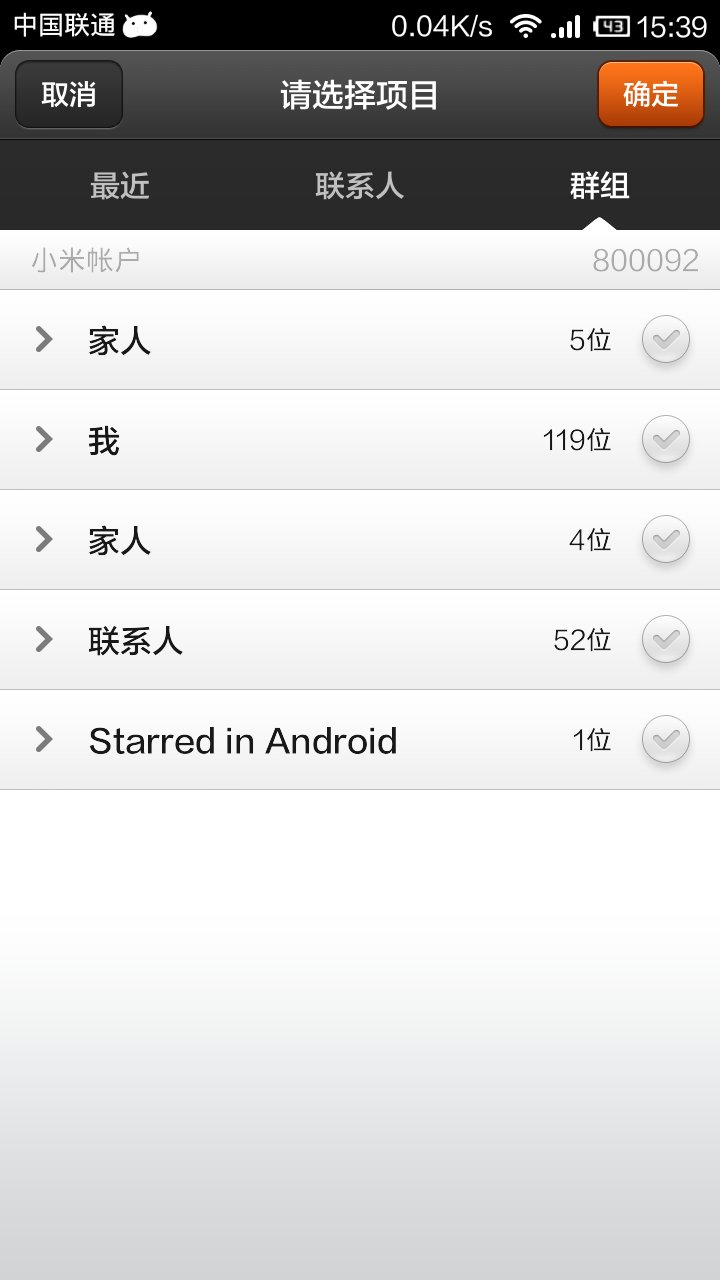 中国联通 0.04K/s 43 15:39
取消 请选择项目 确定
最近 联系人 群组
小米帐户 800092
家人 5位
我 119位
家人 4位
联系人 52位
Starred in Android 1位